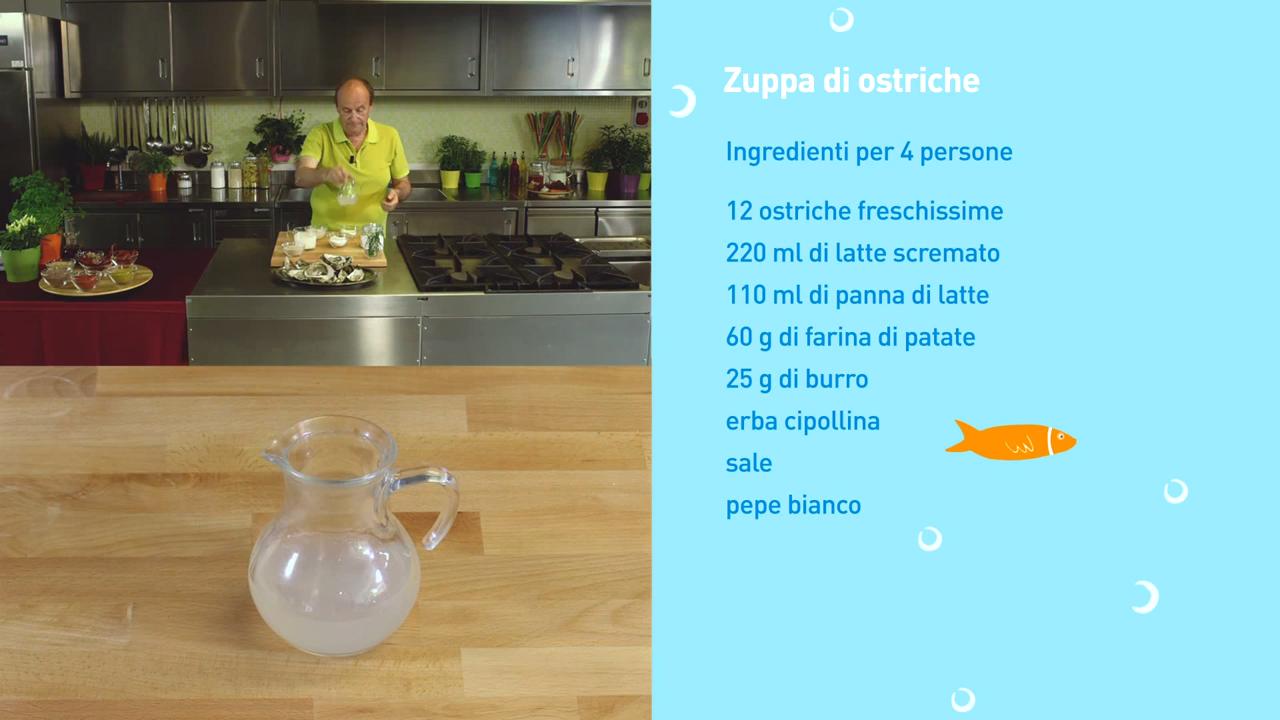 Zuppa di ostriche
Ingredienti per 4 persone
12 ostriche freschissime
220 ml di latte scremato
110 ml di panna di latte
60 g di farina di patate
25 g di burro
erba cipollina
sale
pepe bianco